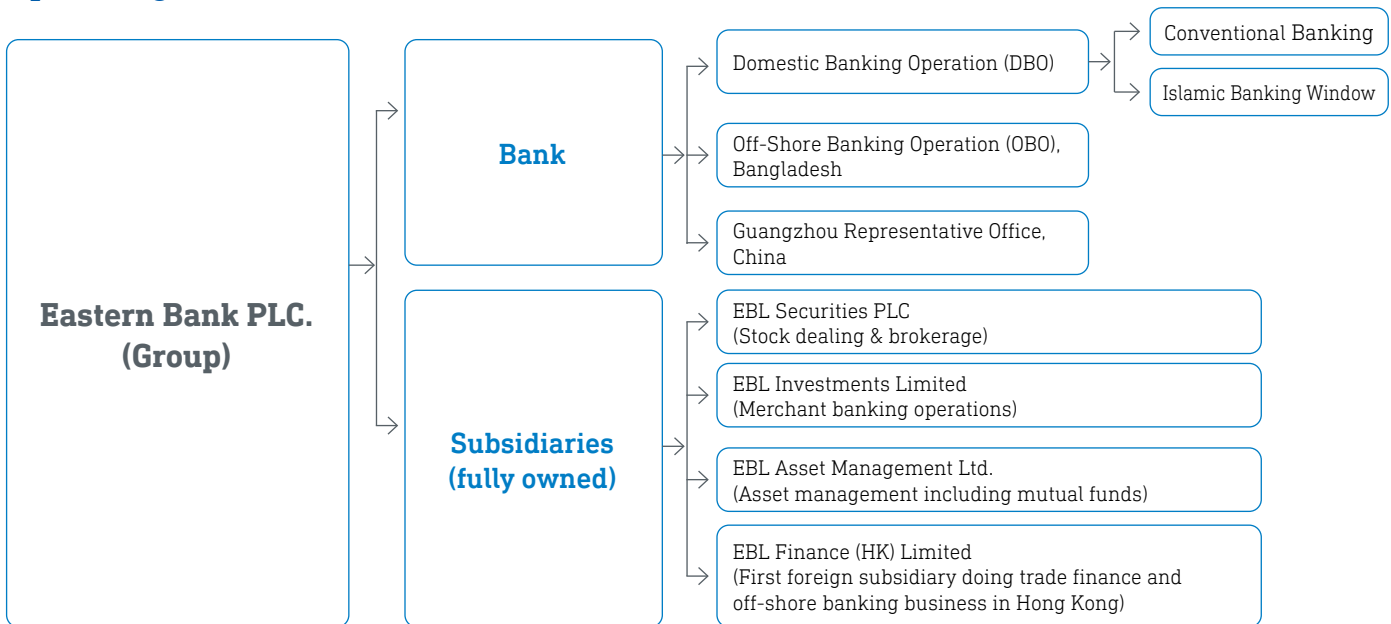 Eastern Bank PLC.
(Group)
Bank
Domestic Banking Operation (DBO)
Conventional Banking
Islamic Banking Window
Off-Shore Banking Operation (OBO),
Bangladesh
Guangzhou Representative Office,
China
Subsidiaries
(fully owned)
EBL Securities PLC
(Stock dealing & brokerage)
EBL Investments Limited
(Merchant banking operations)
EBL Asset Management Ltd.
(Asset management including mutual funds)
EBL Finance (HK) Limited
(First foreign subsidiary doing trade finance and
off-shore banking business in Hong Kong)